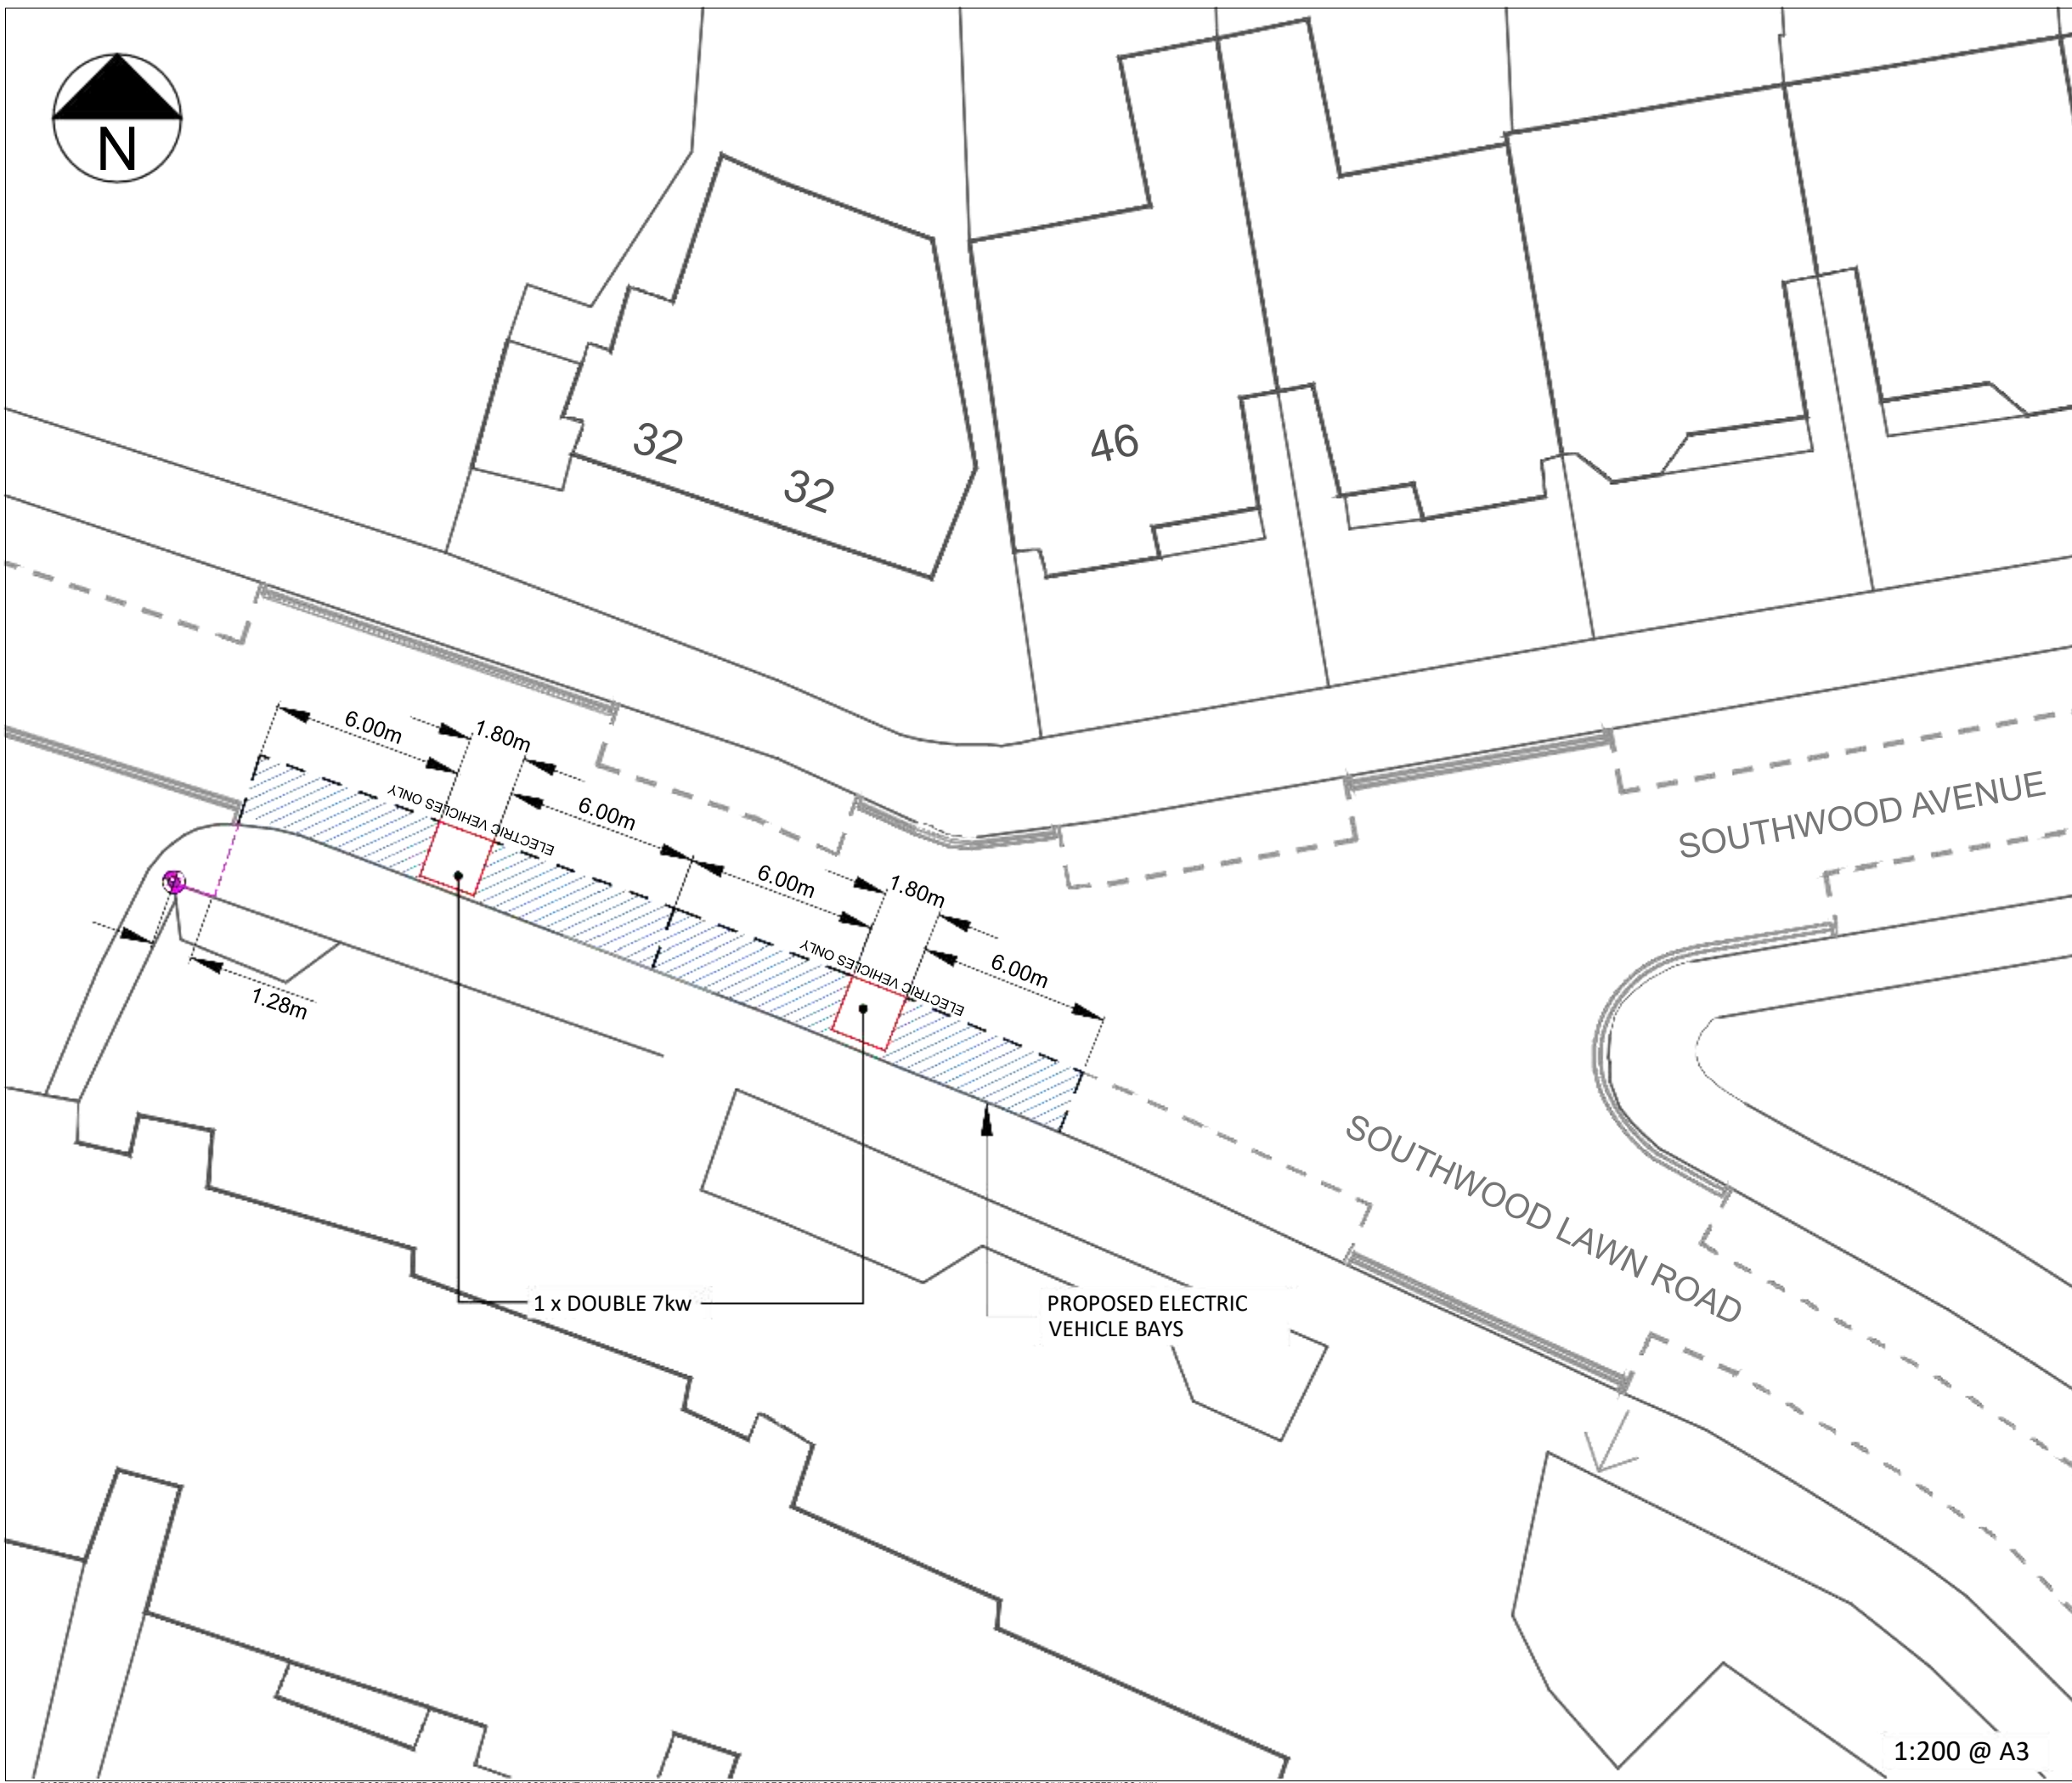 N
32
32
46
6.00m
1.80m
6.00m
ELECTRIC VEHICLES ONLY
6.00m
1.80m
6.00m
ELECTRIC VEHICLES ONLY
1.28m
SOUTHWOOD AVENUE
SOUTHWOOD LAWN ROAD
1 x DOUBLE 7kw
PROPOSED ELECTRIC
VEHICLE BAYS
1:200 @ A3